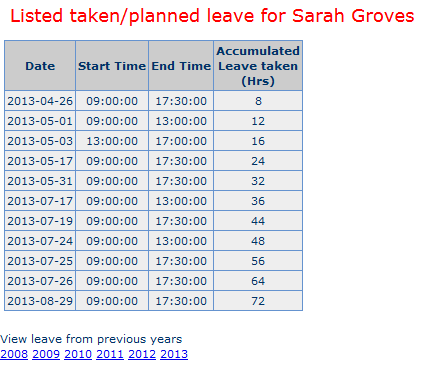 Listed taken/planned leave for Sarah Groves
Date Start Time End Time Accumulated Leave taken (Hrs)
2013-04-26 09:00:00 17:30:00 8
2013-05-01 09:00:00 13:00:00 12
2013-05-03 13:00:00 17:00:00 16
2013-05-17 09:00:00 17:30:00 24
2013-05-31 09:00:00 17:30:00 32
2013-07-17 09:00:00 13:00:00 36
2013-07-19 09:00:00 17:30:00 44
2013-07-24 09:00:00 13:00:00 48
2013-07-25 09:00:00 17:30:00 56
2013-07-26 09:00:00 17:30:00 64
2013-08-29 09:00:00 17:30:00 72
View leave from previous years
2008 2009 2010 2011 2012 2013